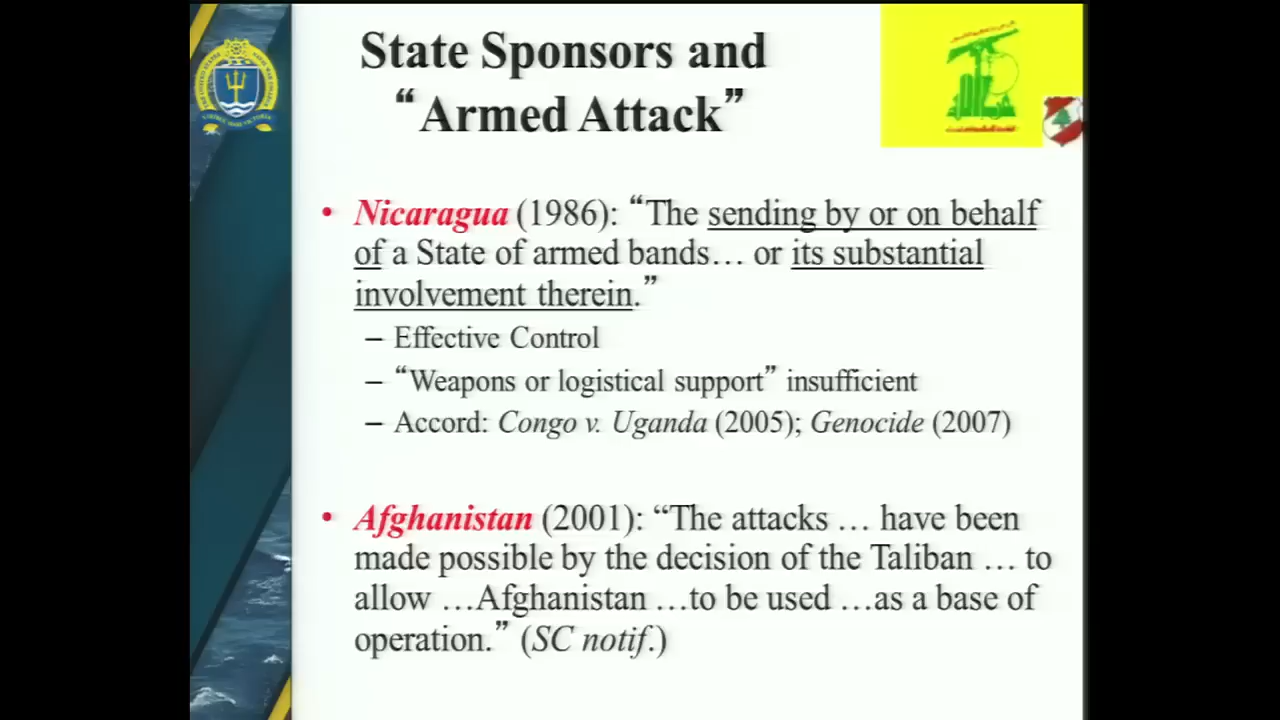 State Sponsors and
“Armed Attack”
• Nicaragua (1986): “The sending by or on behalf
of a State of armed bands… or its substantial
involvement therein.”
– Effective Control
– “Weapons or logistical support” insufficient
– Accord: Congo v. Uganda (2005); Genocide (2007)
• Afghanistan (2001): “The attacks … have been
made possible by the decision of the Taliban … to
allow …Afghanistan …to be used …as a base of
operation.” (SC notif.)